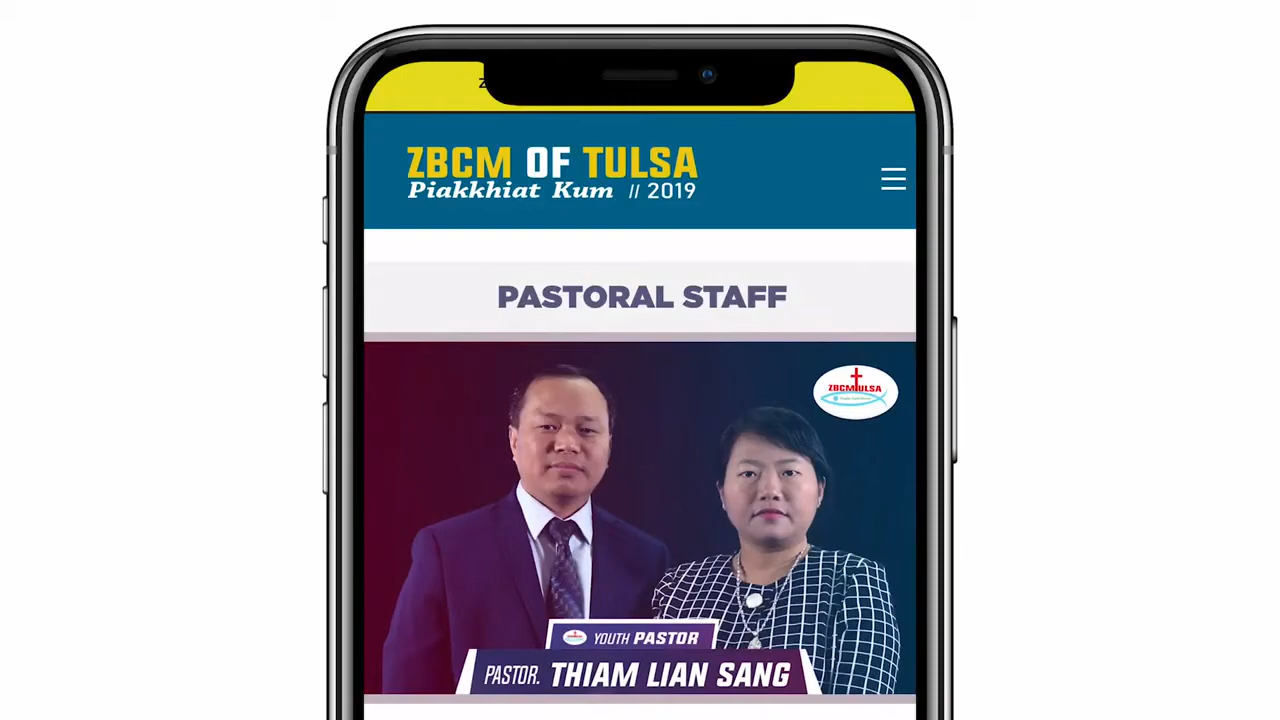 ZBCM OF TULSA
Piakkhiat Kum // 2019
PASTORAL STAFF
ZBCMTULSA
YOUTH PASTOR
PASTOR. THIAM LIAN SANG